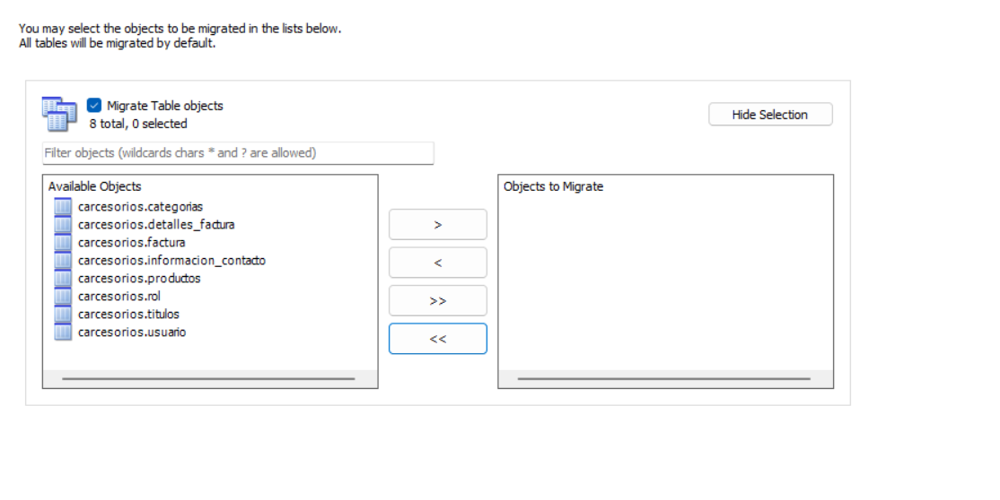 You may select the objects to be migrated in the lists below.
All tables will be migrated by default.
Migrate Table objects
8 total, 0 selected
Hide Selection
Filter objects (wildcards chars * and ? are allowed)
Available Objects
carcesorios.categorias
carcesorios.detalles_factura
carcesorios.factura
carcesorios.informacion_contacto
carcesorios.productos
carcesorios.rol
carcesorios.titulos
carcesorios.usuario
>
<
>>
<<
Objects to Migrate